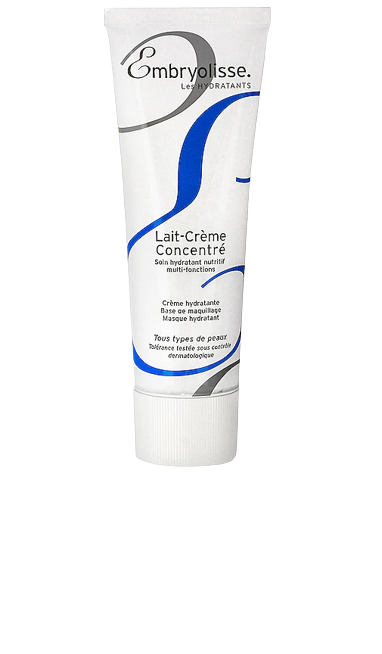 Embryolisse.
Les HYDRATANTS
Lait-Crème
Concentré
Soin hydratant nutritif
multi-fonctions
Crème hydratante
Base de maquillage
Masque hydratant
Tous types de peaux
Tolérance testée sous contrôle
dermatologique